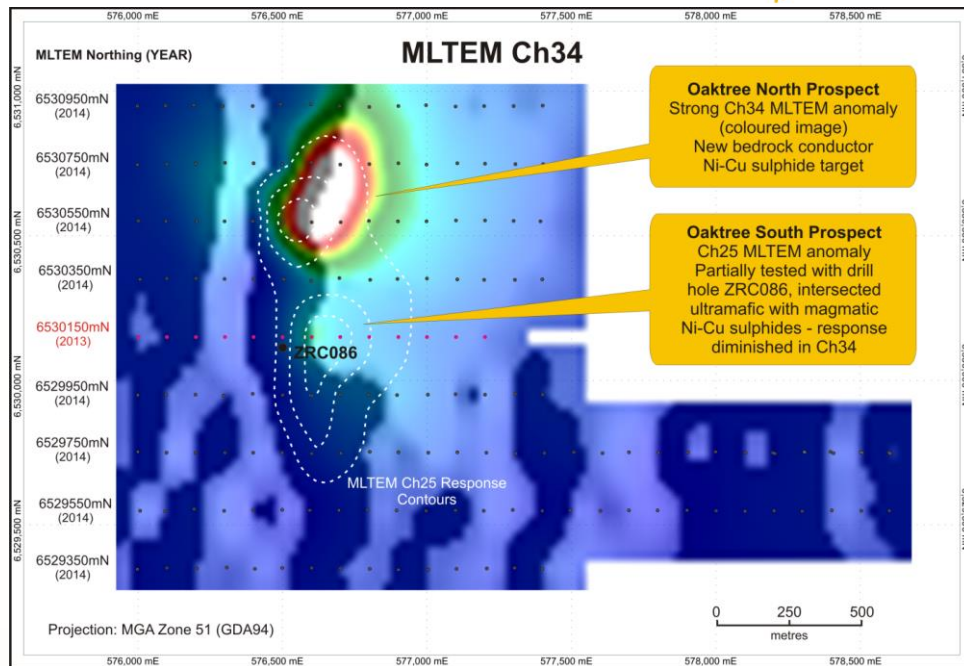 576,000 mE
576,500 mE
577,000 mE
577,500 mE
578,000 mE
578,500 mE
MLTEM Northing (YEAR)
MLTEM Ch34
6,531,000 mN
6530950mN
(2014)
6530750mN
(2014)
6530550mN
(2014)
6,530,500 mN
6530350mN
(2014)
6530150mN
(2013)
6,530,000 mN
6529950mN
(2014)
6529750mN
(2014)
6529550mN
(2014)
6,529,500 mN
6529350mN
(2014)
Oaktree North Prospect
Strong Ch34 MLTEM anomaly
(coloured image)
New bedrock conductor
Ni-Cu sulphide target
Oaktree South Prospect
Ch25 MLTEM anomaly
Partially tested with drill
hole ZRC086, intersected
ultramafic with magmatic
Ni-Cu sulphides - response
diminished in Ch34
ZRC086
MLTEM Ch25 Response
Contours
Projection: MGA Zone 51 (GDA94)
0 250 500
metres
576,000 mE
576,500 mE
577,000 mE
577,500 mE
578,000 mE
578,500 mE